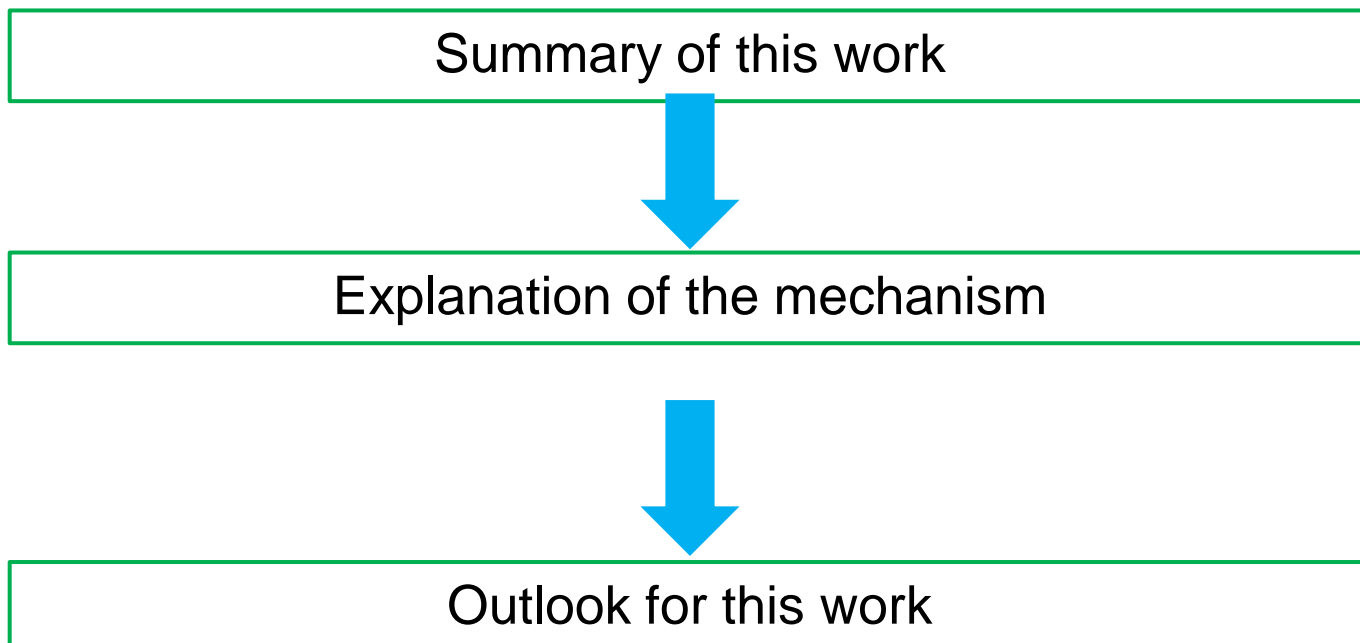 Summary of this work
Explanation of the mechanism
Outlook for this work